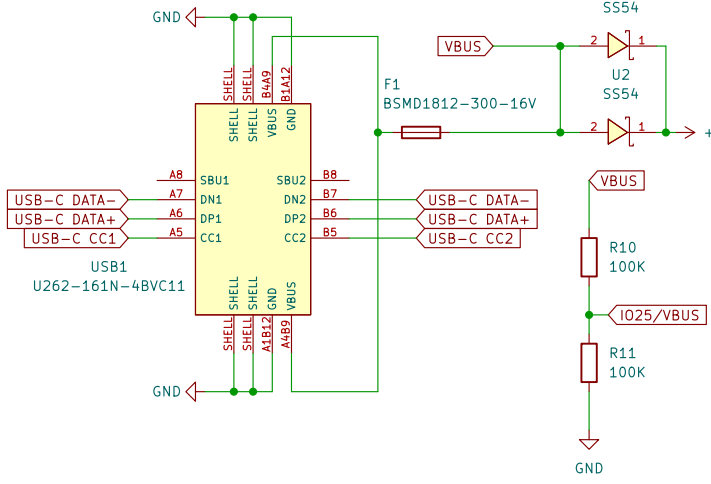 SS54
GND
VBUS
2
1
U2
SS54
F1
BSMD1812-300-16V
SHELL
SHELL
B4A9
B1A12
SHELL
SHELL
VBUS
GND
2
1
+
A8
SBU1
SBU2
B8
VBUS
USB-C DATA-
A7
DN1
DN2
B7
USB-C DATA-
USB-C DATA+
A6
DP1
DP2
B6
USB-C DATA+
USB-C CC1
A5
CC1
CC2
B5
USB-C CC2
R10
100K
USB1
U262-161N-4BVC11
SHELL
SHELL
GND
VBUS
SHELL
SHELL
A1B12
A4B9
IO25/VBUS
R11
100K
GND
GND